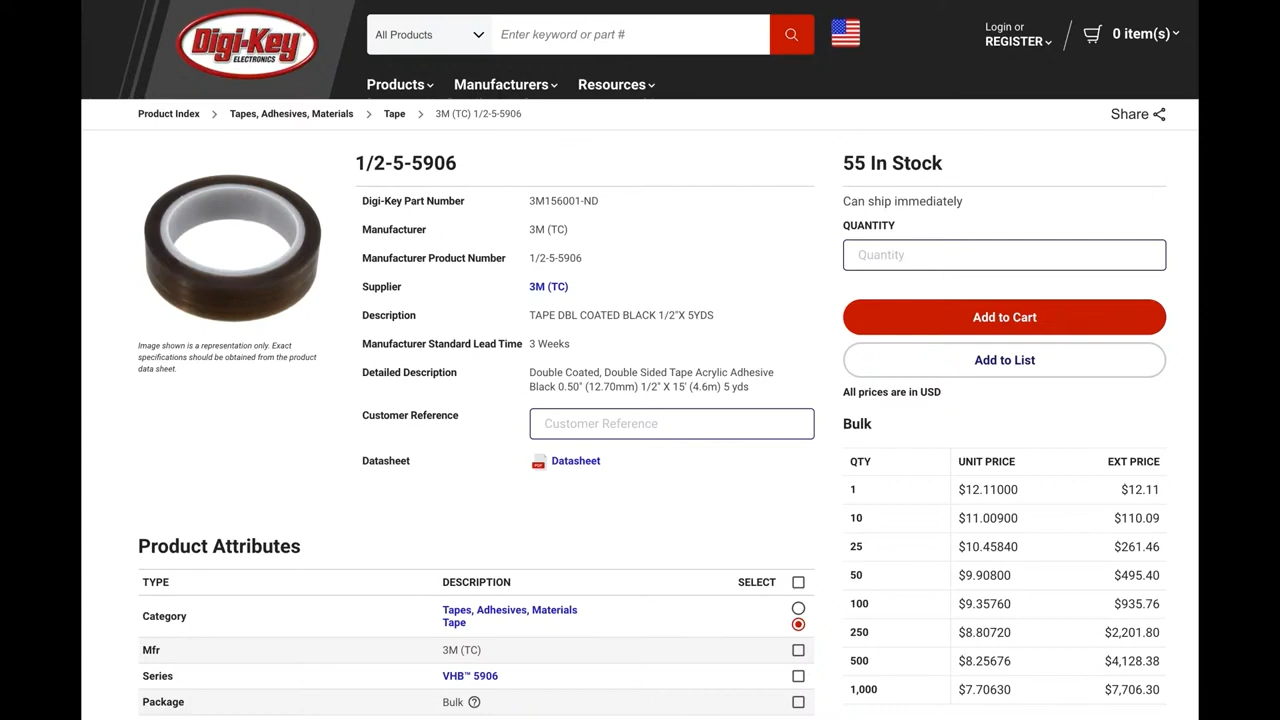 Digi-Key
ELECTRONICS
All Products
Enter keyword or part #
Login or
REGISTER
0 item(s)
Products
Manufacturers
Resources
Product Index
Tapes, Adhesives, Materials
Tape
3M (TC) 1/2-5-5906
Share
Image shown is a representation only. Exact
specifications should be obtained from the product
data sheet.
1/2-5-5906
Digi-Key Part Number 3M156001-ND
Manufacturer 3M (TC)
Manufacturer Product Number 1/2-5-5906
Supplier 3M (TC)
Description TAPE DBL COATED BLACK 1/2"X 5YDS
Manufacturer Standard Lead Time 3 Weeks
Detailed Description Double Coated, Double Sided Tape Acrylic Adhesive
Black 0.50" (12.70mm) 1/2" X 15' (4.6m) 5 yds
Customer Reference Customer Reference
Datasheet PDF Datasheet
55 In Stock
Can ship immediately
QUANTITY
Quantity
Add to Cart
Add to List
All prices are in USD
Bulk
QTY UNIT PRICE EXT PRICE
1 $12.11000 $12.11
10 $11.00900 $110.09
25 $10.45840 $261.46
50 $9.90800 $495.40
100 $9.35760 $935.76
250 $8.80720 $2,201.80
500 $8.25676 $4,128.38
1,000 $7.70630 $7,706.30
Product Attributes
TYPE DESCRIPTION SELECT
Category Tapes, Adhesives, Materials
Tape
Mfr 3M (TC)
Series VHB™ 5906
Package Bulk ?